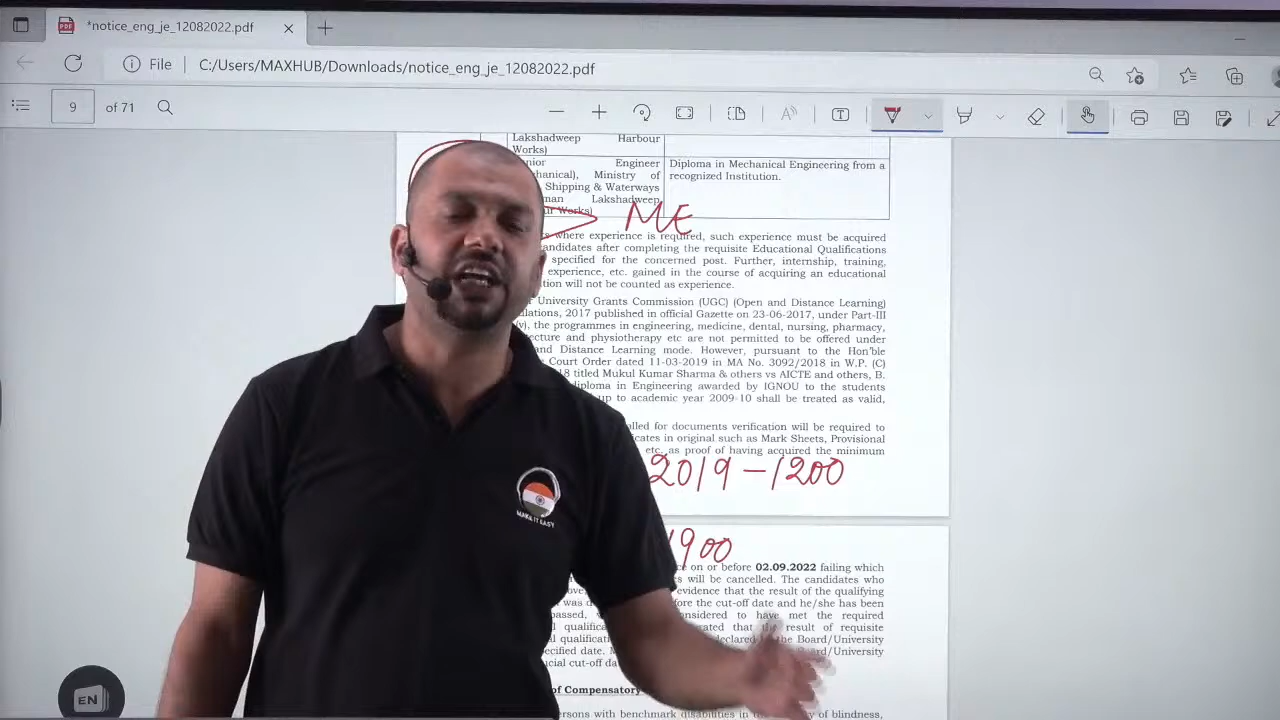 *notice_eng_je_12082022.pdf
File C:/Users/MAXHUB/Downloads/notice_eng_je_12082022.pdf
9 of 71
Lakshadweep Harbour
Works)
Engineer
Ministry of
Shipping & Waterways
Lakshadweep
Works)
Diploma in Mechanical Engineering from a
recognized Institution.
ME
where experience is required, such experience must be acquired
after completing the requisite Educational Qualifications
specified for the concerned post. Further, internship, training,
experience, etc. gained in the course of acquiring an educational
will not be counted as experience.
University Grants Commission (UGC) (Open and Distance Learning)
2017 published in official Gazette on 23-06-2017, under Part-III
(v), the programmes in engineering, medicine, dental, nursing, pharmacy,
and physiotherapy etc are not permitted to be offered under
and Distance Learning mode. However, pursuant to the Hon'ble
Court Order dated 11-03-2019 in MA No. 3092/2018 in W.P. (C)
titled Mukul Kumar Sharma & others vs AICTE and others, B.
diploma in Engineering awarded by IGNOU to the students
up to academic year 2009-10 shall be treated as valid,
for documents verification will be required to
in original such as Mark Sheets, Provisional
etc. as proof of having acquired the minimum
2019 - 1200
1900
on or before 02.09.2022 failing which
will be cancelled. The candidates who
evidence that the result of the qualifying
the cut-off date and he/she has been
passed, to have met the required
that the result of requisite
declared by the Board/University
date. Board/University
cut-off
of Compensatory
with benchmark disabilities in of blindness,
MAKE IT EASY
EN